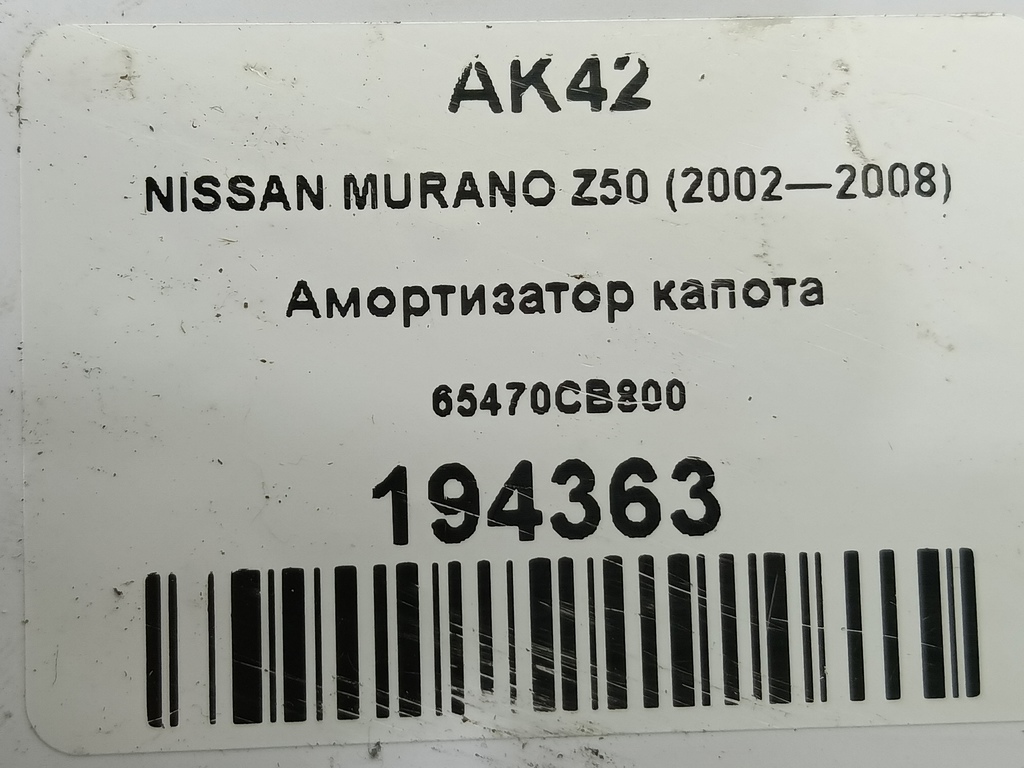 AK42
NISSAN MURANO Z50 (2002—2008)
Амортизатор капота
65470CB800
194363